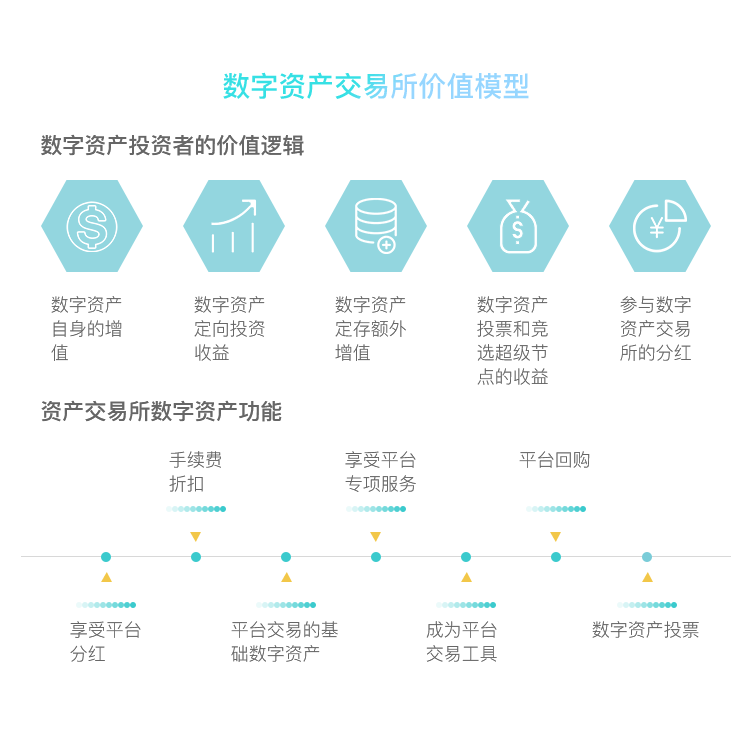 数字资产交易所价值模型
数字资产投资者的价值逻辑
数字资产
自身的增
值
数字资产
定向投资
收益
数字资产
定存额外
增值
数字资产
投票和竞
选超级节
点的收益
参与数字
资产交易
所的分红
资产交易所数字资产功能
手续费
折扣
享受平台
专项服务
平台回购
享受平台
分红
平台交易的基
础数字资产
成为平台
交易工具
数字资产投票